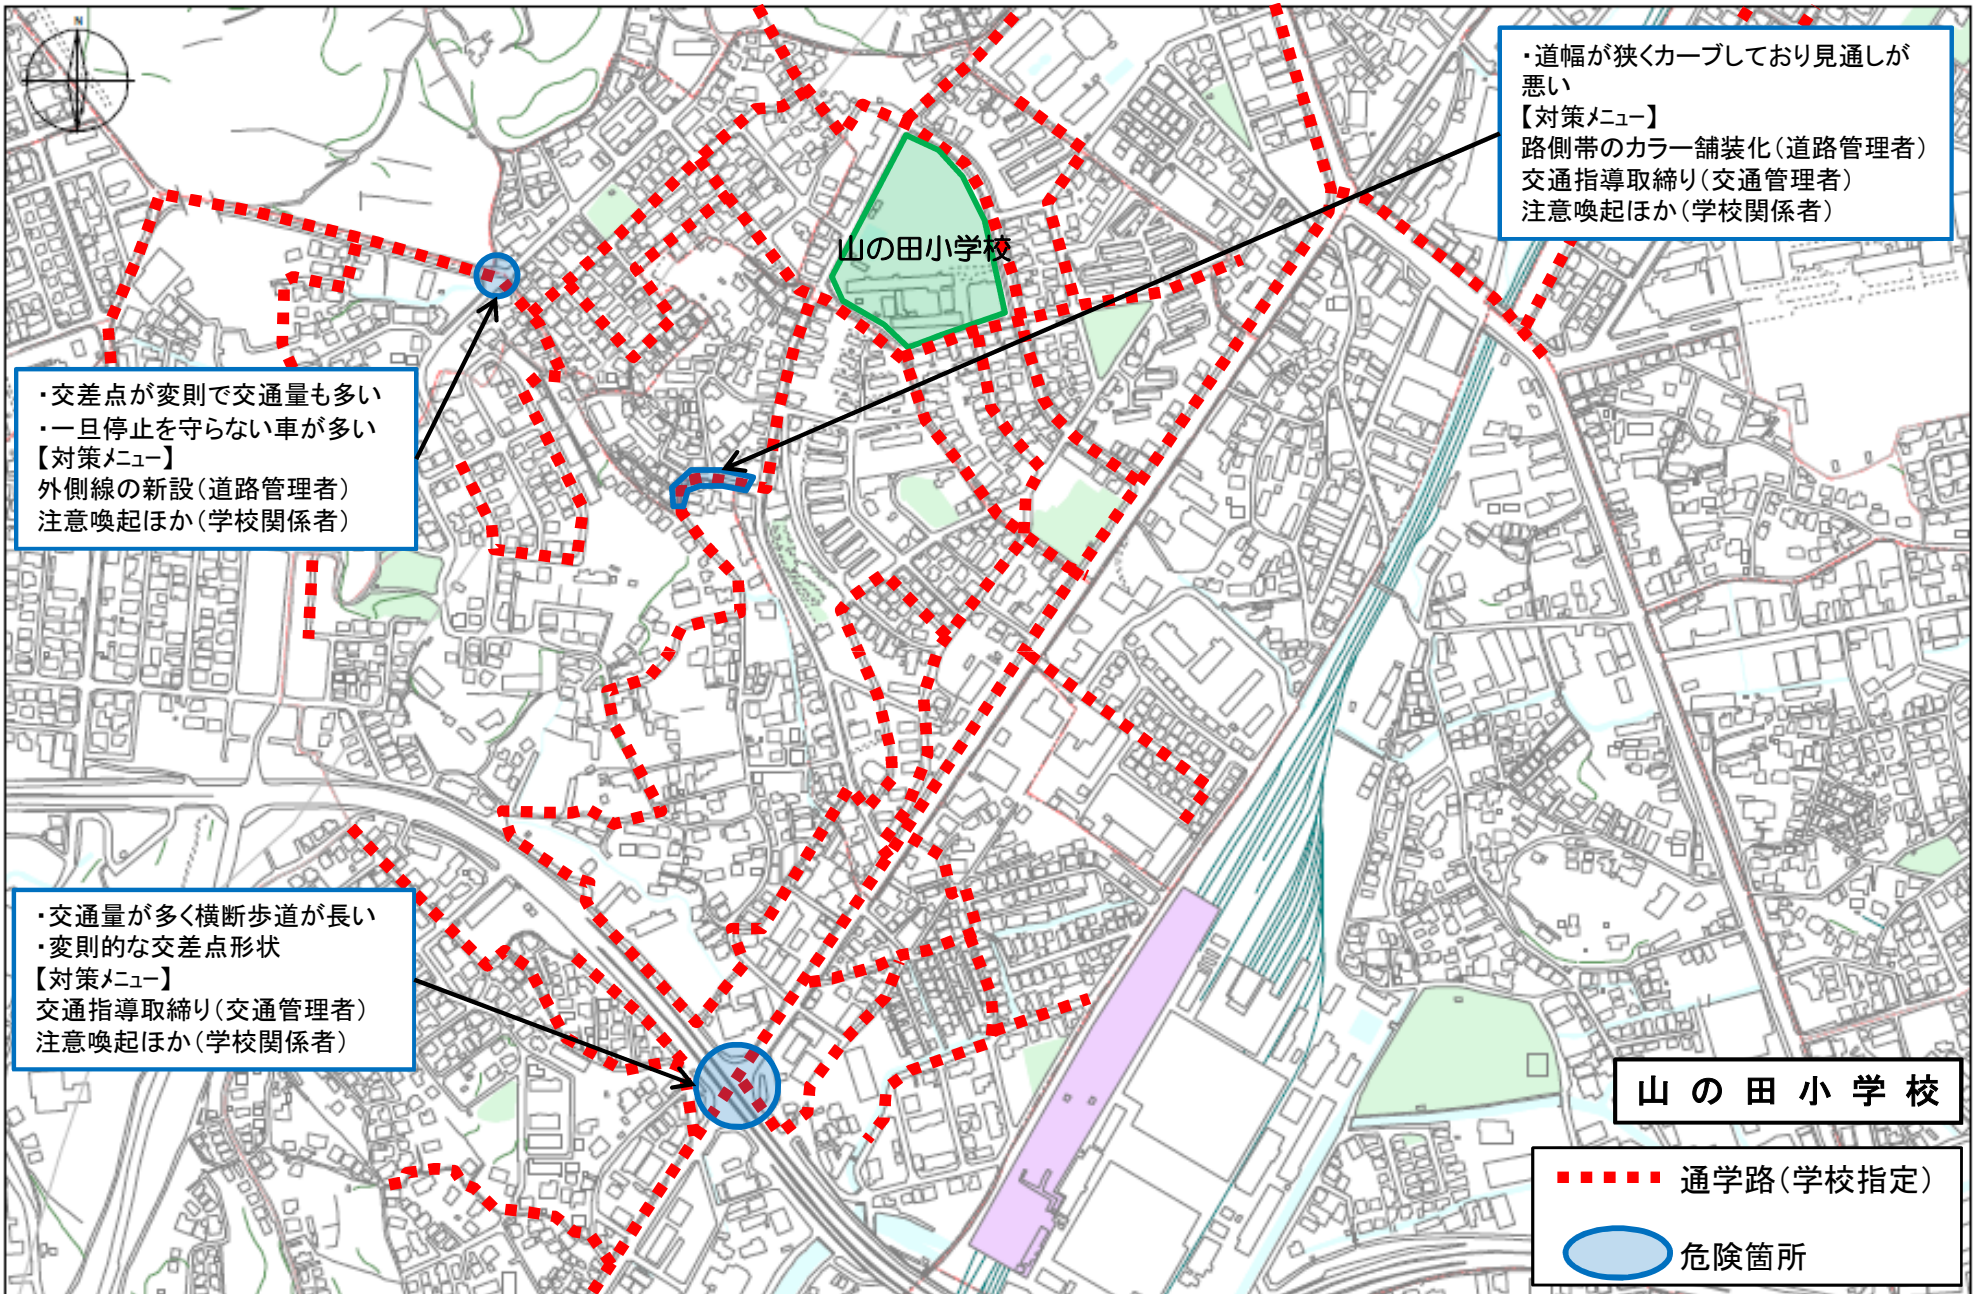 N
・道幅が狭くカーブしており見通しが
悪い
【対策メニュー】
路側帯のカラー舗装化(道路管理者)
交通指導取締り(交通管理者)
注意喚起ほか(学校関係者)
山の田小学校
・交差点が変則で交通量も多い
・一旦停止を守らない車が多い
【対策メニュー】
外側線の新設(道路管理者)
注意喚起ほか(学校関係者)
・交通量が多く横断歩道が長い
・変則的な交差点形状
【対策メニュー】
交通指導取締り(交通管理者)
注意喚起ほか(学校関係者)
山の田小学校
通学路(学校指定)
危険箇所